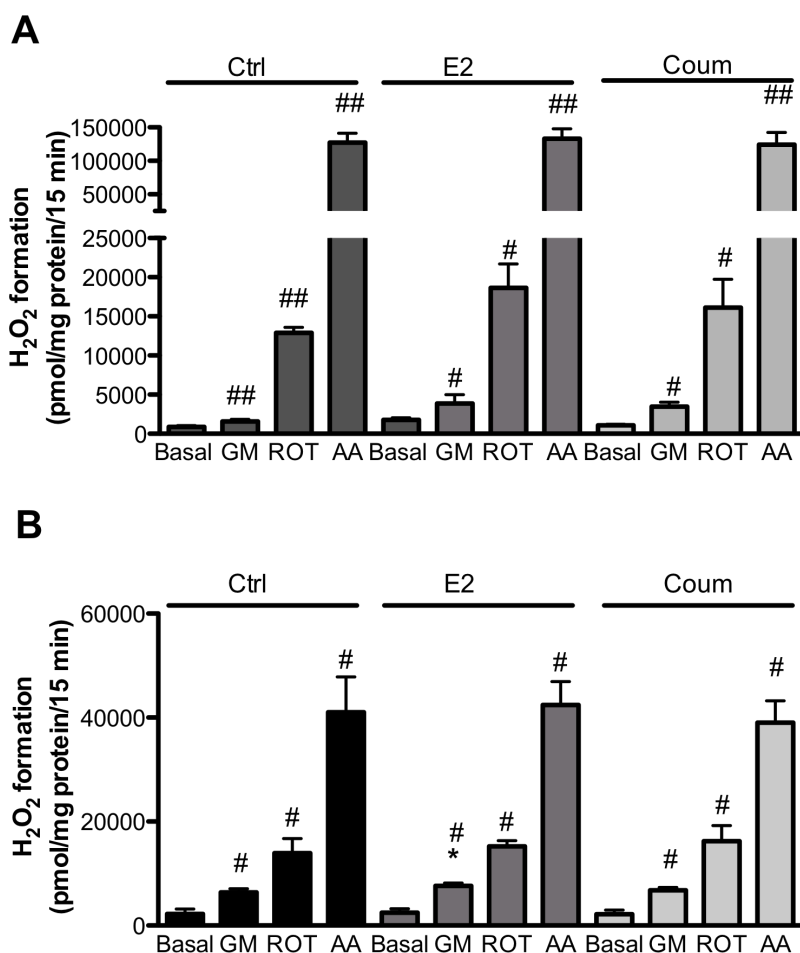 A
Ctrl E2 Coum
## ## ##
150000
100000
50000
25000
20000
15000
10000
5000
0
H2O2 formation
(pmol/mg protein/15 min)
## # #
## # #
Basal GM ROT AA Basal GM ROT AA Basal GM ROT AA
B
Ctrl E2 Coum
60000
40000
20000
0
H2O2 formation
(pmol/mg protein/15 min)
# # #
# # #
# # #
*
Basal GM ROT AA Basal GM ROT AA Basal GM ROT AA